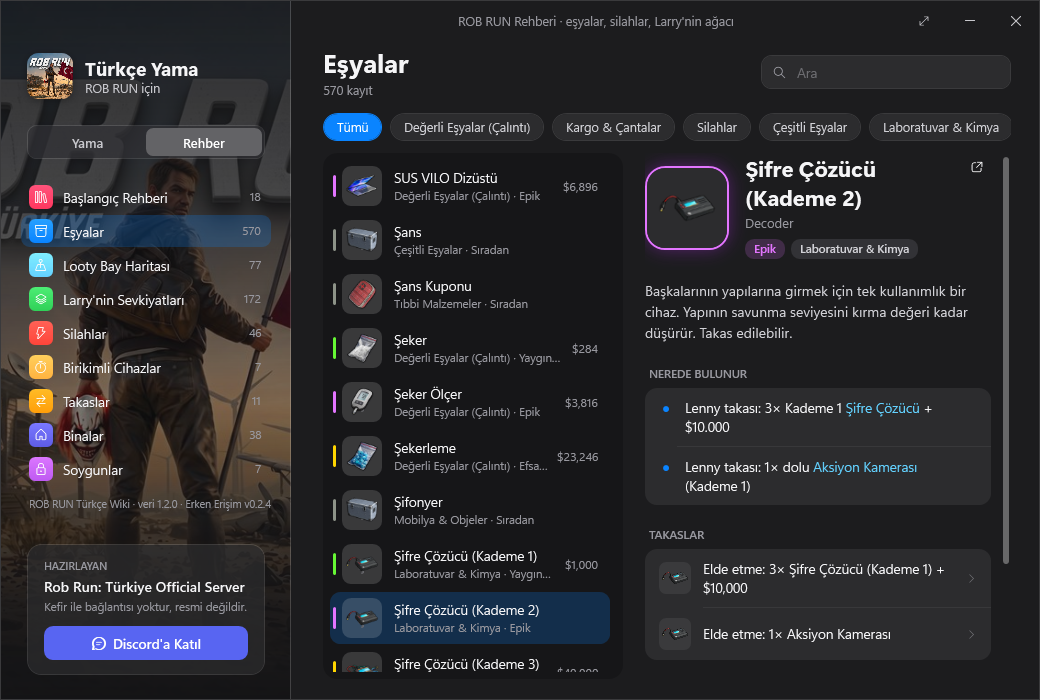 ROB RUN Rehberi · eşyalar, silahlar, Larry'nin ağacı
ROB RUN
Türkçe Yama
ROB RUN için
Yama
Rehber
Başlangıç Rehberi 18
Eşyalar 570
Looty Bay Haritası 77
Larry'nin Sevkiyatları 172
Silahlar 46
Birikimli Cihazlar 7
Takaslar 11
Binalar 38
Soygunlar 7
ROB RUN Türkçe Wiki · veri 1.2.0 · Erken Erişim v0.2.4
HAZIRLAYAN
Rob Run: Türkiye Official Server
Kefir ile bağlantısı yoktur, resmi değildir.
Discord'a Katıl
Eşyalar
570 kayıt
Ara
Tümü
Değerli Eşyalar (Çalıntı)
Kargo & Çantalar
Silahlar
Çeşitli Eşyalar
Laboratuvar & Kimya
SUS VILO Dizüstü
Değerli Eşyalar (Çalıntı) · Epik
$6,896
Şans
Çeşitli Eşyalar · Sıradan
Şans Kuponu
Tıbbi Malzemeler · Sıradan
Şeker
Değerli Eşyalar (Çalıntı) · Yaygın...
$284
Şeker Ölçer
Değerli Eşyalar (Çalıntı) · Epik
$3,816
Şekerleme
Değerli Eşyalar (Çalıntı) · Efsa...
$23,246
Şifonyer
Mobilya & Objeler · Sıradan
Şifre Çözücü (Kademe 1)
Laboratuvar & Kimya · Yaygın...
$1,000
Şifre Çözücü (Kademe 2)
Laboratuvar & Kimya · Epik
Şifre Çözücü (Kademe 3)
Şifre Çözücü
(Kademe 2)
Decoder
Epik
Laboratuvar & Kimya
Başkalarının yapılarına girmek için tek kullanımlık bir
cihaz. Yapının savunma seviyesini kırma değeri kadar
düşürür. Takas edilebilir.
NEREDE BULUNUR
Lenny takası: 3× Kademe 1 Şifre Çözücü +
$10.000
Lenny takası: 1× dolu Aksiyon Kamerası
(Kademe 1)
TAKASLAR
Elde etme: 3× Şifre Çözücü (Kademe 1) +
$10,000
Elde etme: 1× Aksiyon Kamerası